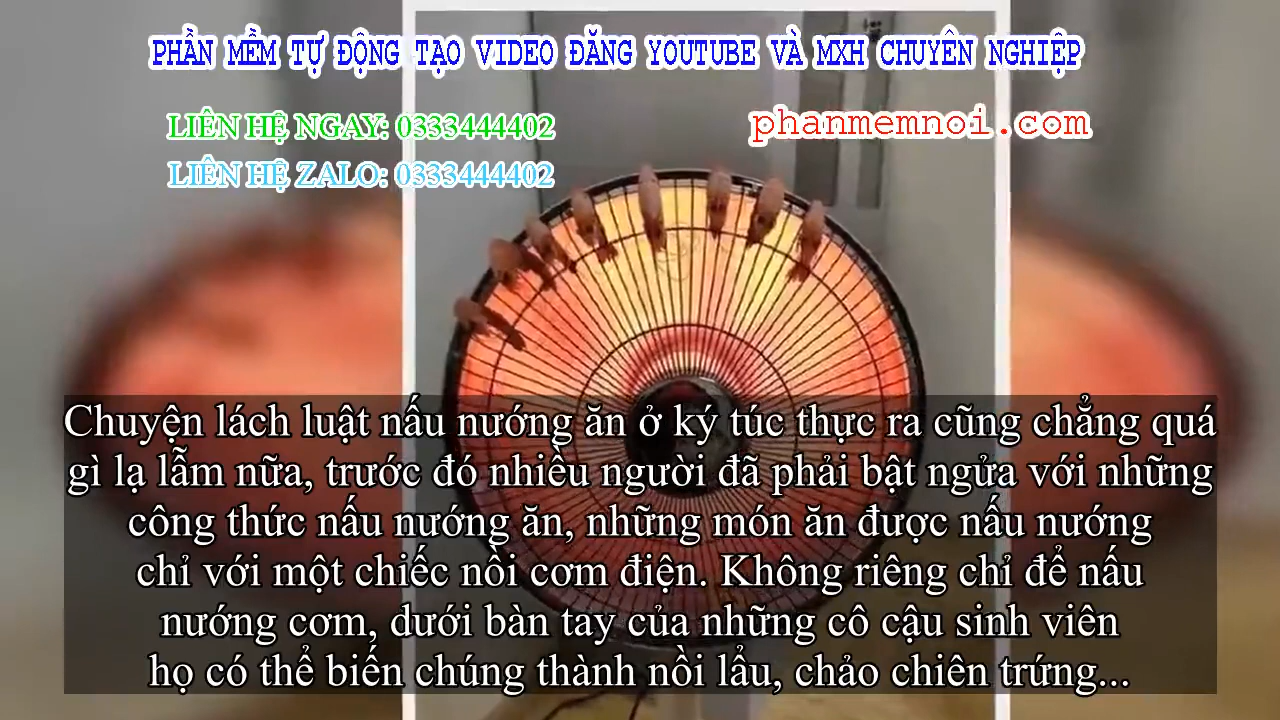 PHẦN MỀM TỰ ĐỘNG TẠO VIDEO ĐĂNG YOUTUBE VÀ MXH CHUYÊN NGHIỆP
LIÊN HỆ NGAY: 0333444402
phanmemnoi.com
LIÊN HỆ ZALO: 0333444402
Chuyện lách luật nấu nướng ăn ở ký túc thực ra cũng chẳng quá
gì lạ lẫm nữa, trước đó nhiều người đã phải bật ngửa với những
công thức nấu nướng ăn, những món ăn được nấu nướng
chỉ với một chiếc nồi cơm điện. Không riêng chỉ để nấu
nướng cơm, dưới bàn tay của những cô cậu sinh viên
họ có thể biến chúng thành nồi lẩu, chảo chiên trứng...